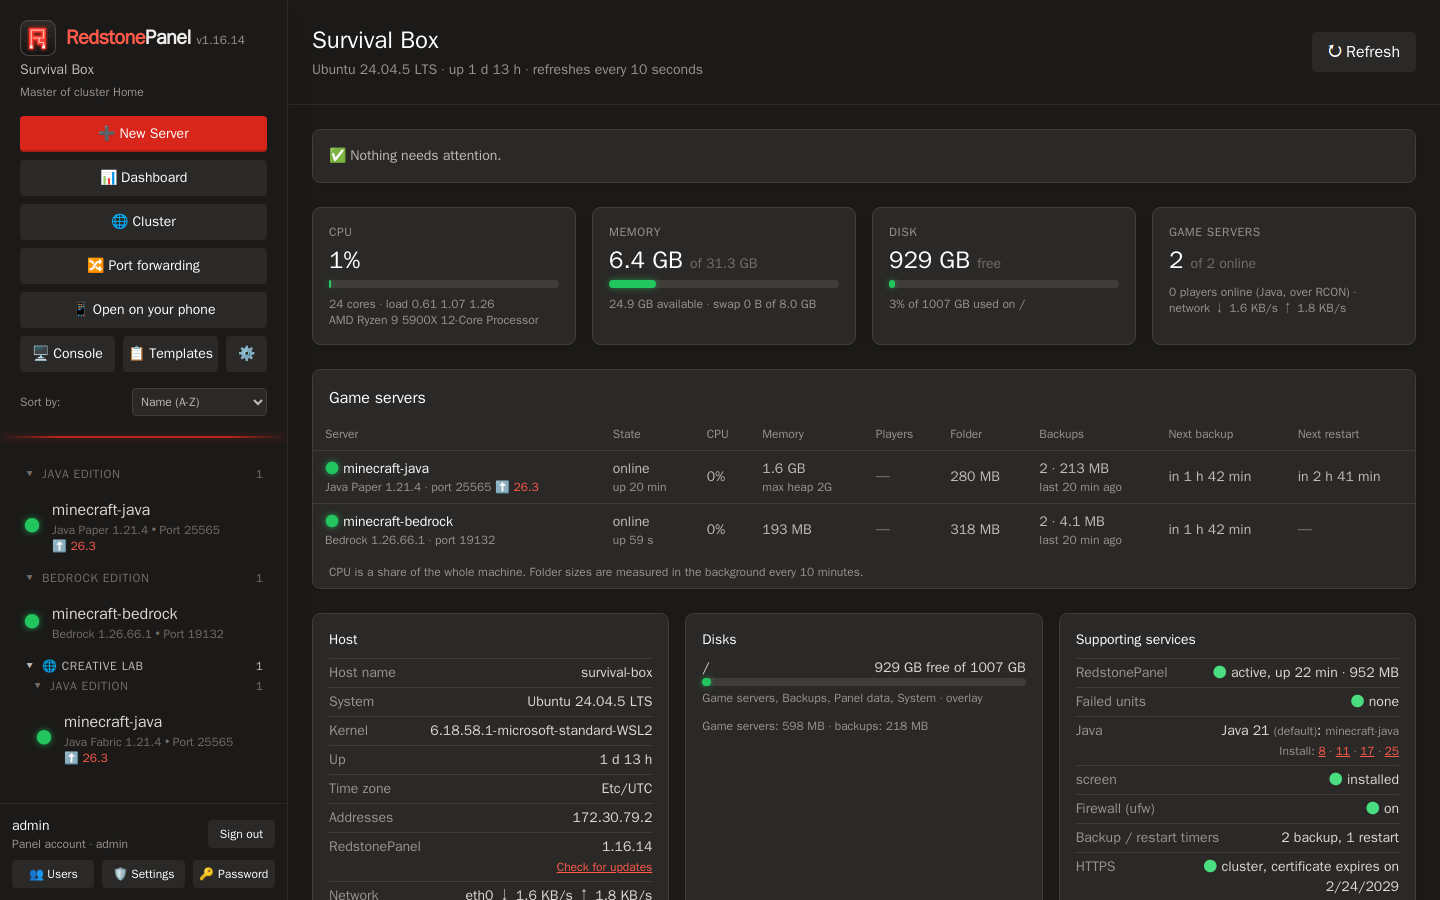 RedstonePanel v1.16.14
Survival Box
Master of cluster Home
➕ New Server
📊 Dashboard
🌐 Cluster
🔀 Port forwarding
📱 Open on your phone
🖥️ Console
📋 Templates
⚙️
Sort by:
Name (A-Z)
▼ JAVA EDITION 1
minecraft-java
Java Paper 1.21.4 • Port 25565
⬆️ 26.3
▼ BEDROCK EDITION 1
minecraft-bedrock
Bedrock 1.26.66.1 • Port 19132
▼ 🌐 CREATIVE LAB 1
▼ JAVA EDITION 1
minecraft-java
Java Fabric 1.21.4 • Port 25565
⬆️ 26.3
admin
Panel account · admin
Sign out
👥 Users
🛡️ Settings
🔑 Password
Survival Box
Ubuntu 24.04.5 LTS · up 1 d 13 h · refreshes every 10 seconds
↻ Refresh
✅ Nothing needs attention.
CPU
1%
24 cores · load 0.61 1.07 1.26
AMD Ryzen 9 5900X 12-Core Processor
MEMORY
6.4 GB of 31.3 GB
24.9 GB available · swap 0 B of 8.0 GB
DISK
929 GB free
3% of 1007 GB used on /
GAME SERVERS
2 of 2 online
0 players online (Java, over RCON) ·
network ↓ 1.6 KB/s ↑ 1.8 KB/s
Game servers
Server State CPU Memory Players Folder Backups Next backup Next restart
minecraft-java online 0% 1.6 GB — 280 MB 2 · 213 MB in 1 h 42 min in 2 h 41 min
Java Paper 1.21.4 · port 25565 ⬆️ 26.3 up 20 min max heap 2G last 20 min ago
minecraft-bedrock online 0% 193 MB — 318 MB 2 · 4.1 MB in 1 h 42 min —
Bedrock 1.26.66.1 · port 19132 up 59 s last 20 min ago
CPU is a share of the whole machine. Folder sizes are measured in the background every 10 minutes.
Host
Host name survival-box
System Ubuntu 24.04.5 LTS
Kernel 6.18.58.1-microsoft-standard-WSL2
Up 1 d 13 h
Time zone Etc/UTC
Addresses 172.30.79.2
RedstonePanel 1.16.14
Check for updates
Network eth0 ↓ 1.6 KB/s ↑ 1.8 KB/s
Disks
/ 929 GB free of 1007 GB
Game servers, Backups, Panel data, System · overlay
Game servers: 598 MB · backups: 218 MB
Supporting services
RedstonePanel active, up 22 min · 952 MB
Failed units none
Java Java 21 (default): minecraft-java
Install: 8 · 11 · 17 · 25
screen installed
Firewall (ufw) on
Backup / restart timers 2 backup, 1 restart
HTTPS cluster, certificate expires on
2/24/2029